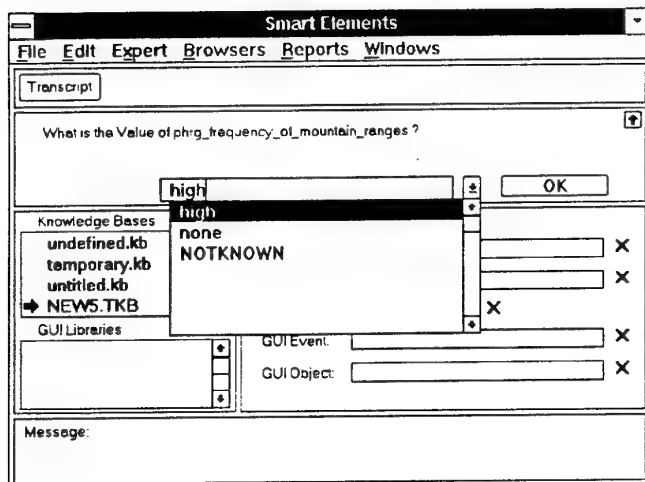 Smart Elements
File Edit Expert Browsers Reports Windows
Transcript
What is the Value of phrg_frequency_of_mountain_ranges ?
high
OK
high
none
NOTKNOWN
Knowledge Bases
undefined.kb
temporary.kb
untitled.kb
NEW5.TKB
GUI Libraries
GUI Event:
GUI Object:
Message: